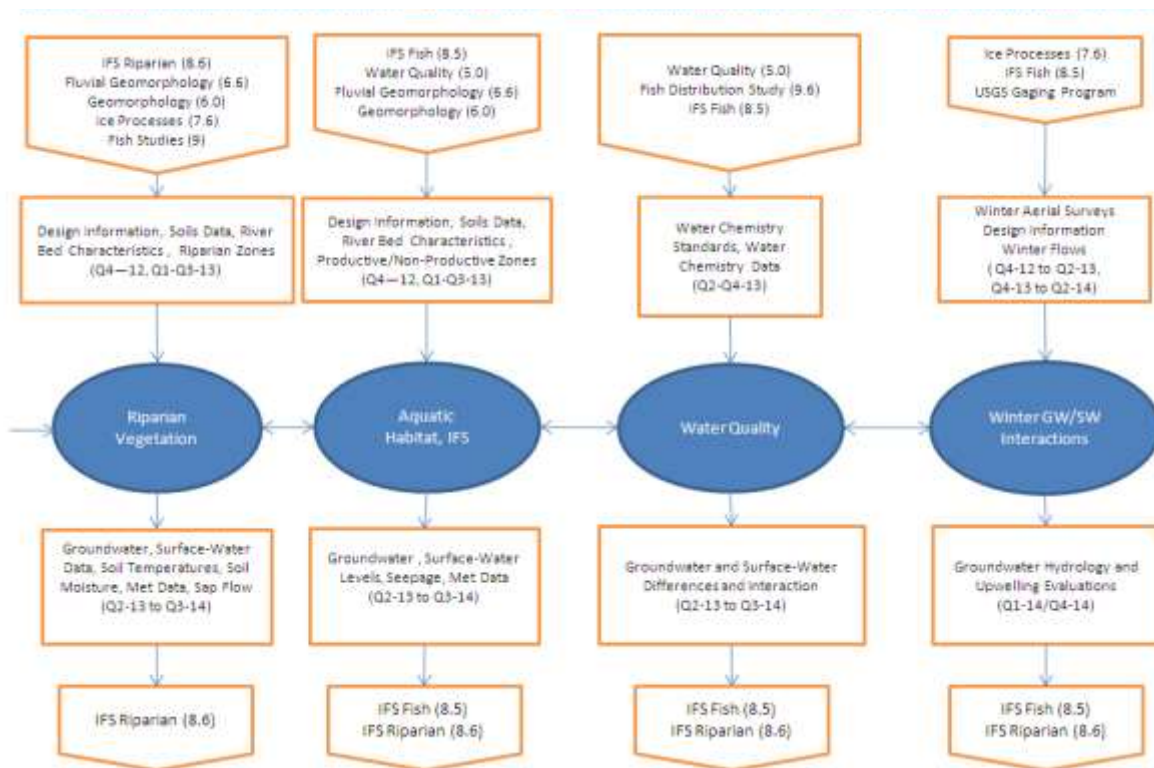 IFS Riparian (8.6)
Fluvial Geomorphology (6.6)
Geomorphology (6.0)
Ice Processes (7.6)
Fish Studies (9)
IFS Fish (8.5)
Water Quality (5.0)
Fluvial Geomorphology (6.6)
Geomorphology (6.0)
Water Quality (5.0)
Fish Distribution Study (9.6)
IFS Fish (8.5)
Ice Processes (7.6)
IFS Fish (8.5)
USGS Gaging Program
Design Information, Soils Data, River
Bed Characteristics , Riparian Zones
(Q4—12, Q1-Q3-13)
Design Information, Soils Data,
River Bed Characteristics ,
Productive/Non-Productive Zones
(Q4—12, Q1-Q3-13)
Water Chemistry
Standards, Water
Chemistry Data
(Q2-Q4-13)
Winter Aerial Surveys
Design Information
Winter Flows
( Q4-12 to Q2-13,
Q4-13 to Q2-14)
Riparian
Vegetation
Aquatic
Habitat, IFS
Water Quality
Winter GW/SW
Interactions
Groundwater, Surface-Water
Data, Soil Temperatures, Soil
Moisture, Met Data, Sap Flow
(Q2-13 to Q3-14)
Groundwater , Surface-Water
Levels, Seepage, Met Data
(Q2-13 to Q3-14)
Groundwater and Surface-Water
Differences and Interaction
(Q2-13 to Q3-14)
Groundwater Hydrology and
Upwelling Evaluations
(Q1-14/Q4-14)
IFS Riparian (8.6)
IFS Fish (8.5)
IFS Riparian (8.6)
IFS Fish (8.5)
IFS Riparian (8.6)
IFS Fish (8.5)
IFS Riparian (8.6)